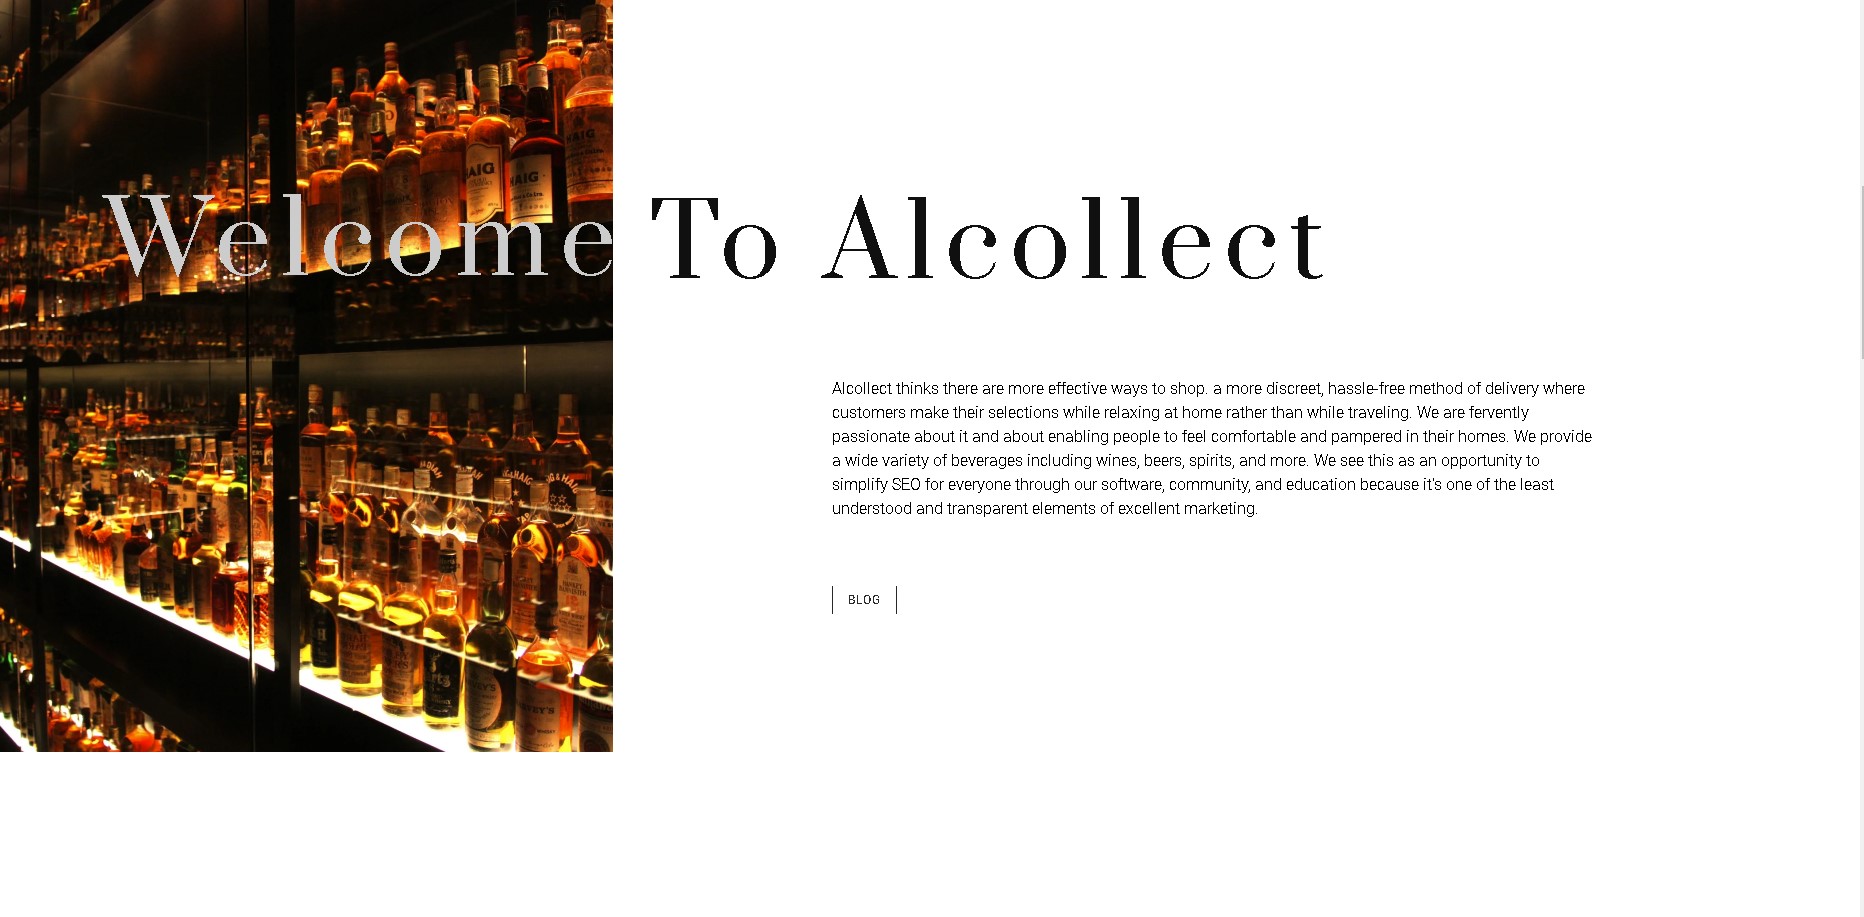 HAIG
HAIG
HAIG
Welcome To Alcollect
Alcollect thinks there are more effective ways to shop. a more discreet, hassle-free method of delivery where
customers make their selections while relaxing at home rather than while traveling. We are fervently
passionate about it and about enabling people to feel comfortable and pampered in their homes. We provide
a wide variety of beverages including wines, beers, spirits, and more. We see this as an opportunity to
simplify SEO for everyone through our software, community, and education because it's one of the least
understood and transparent elements of excellent marketing.
BLOG